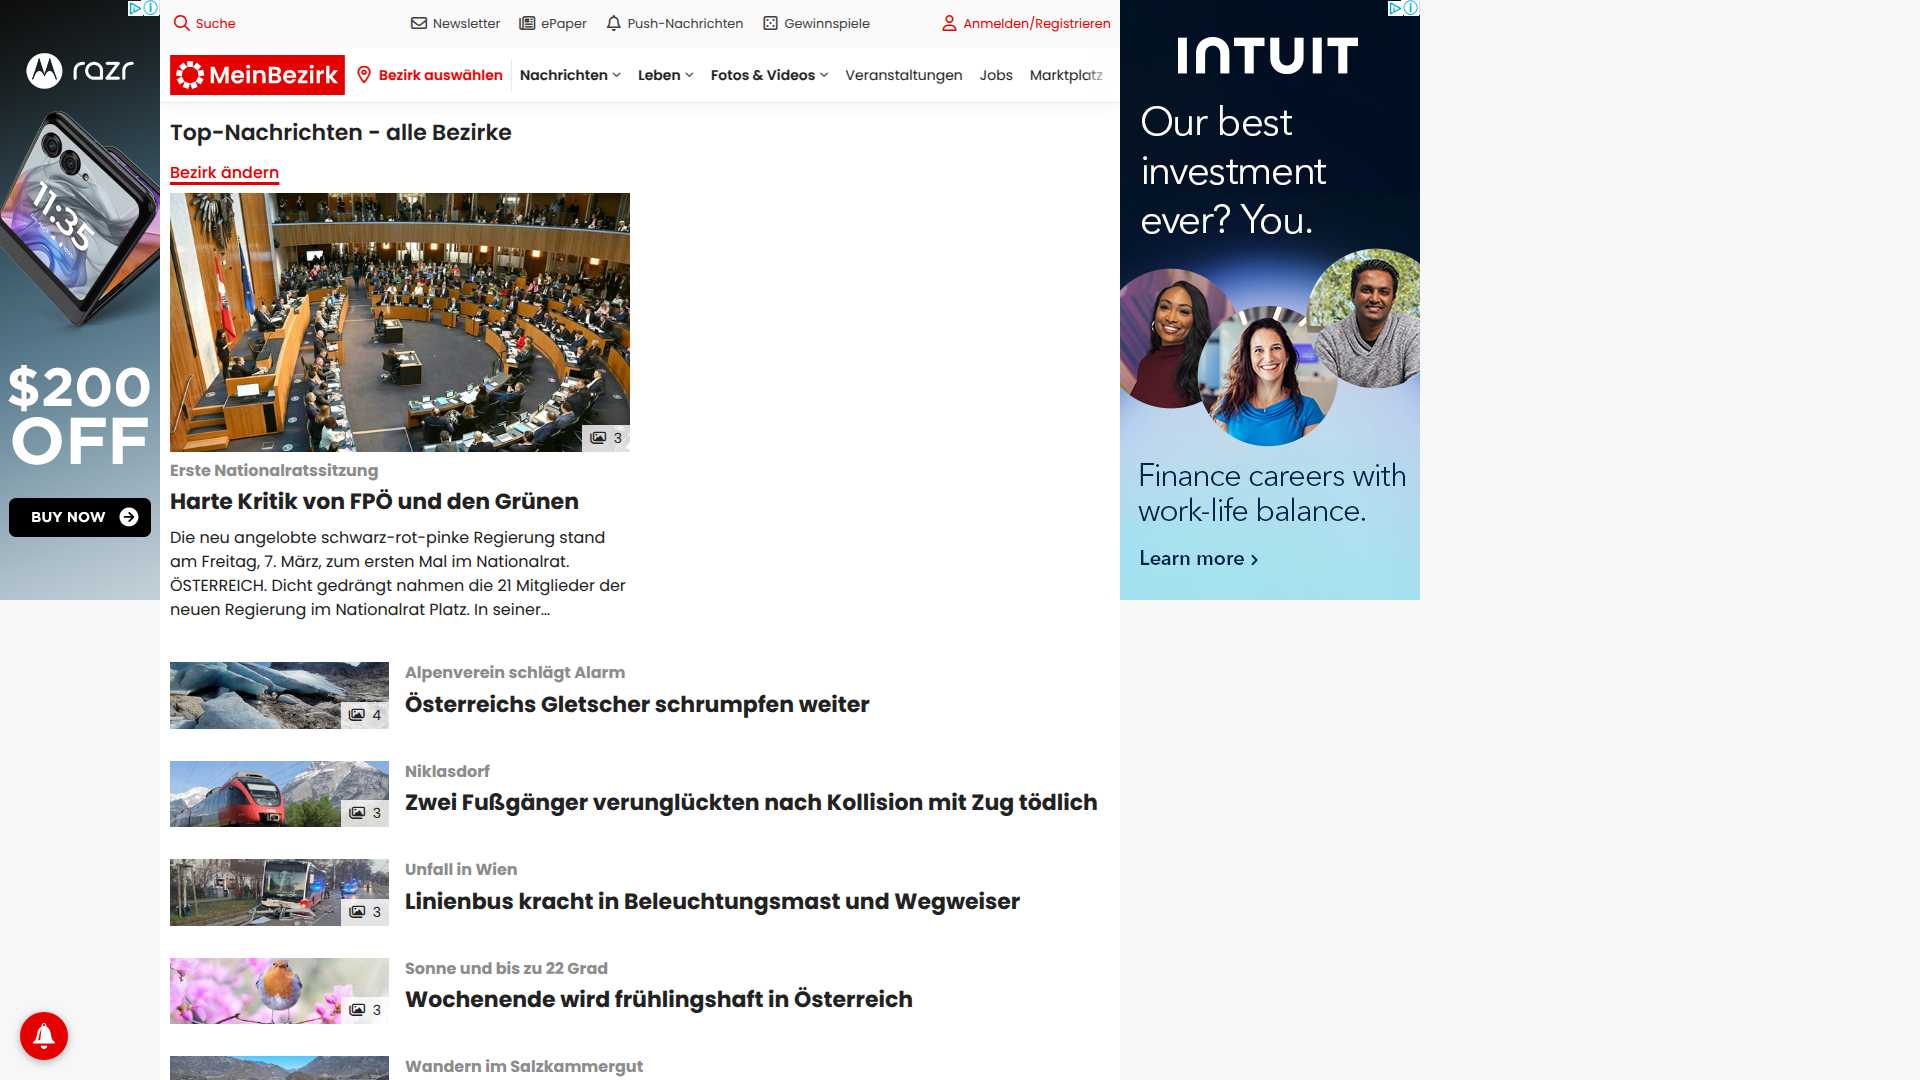 Suche
Newsletter
ePaper
Push-Nachrichten
Gewinnspiele
Anmelden/Registrieren
MeinBezirk
Bezirk auswählen
Nachrichten
Leben
Fotos & Videos
Veranstaltungen
Jobs
Marktplatz
razr
11:35
$200
OFF
BUY NOW
Top-Nachrichten - alle Bezirke
Bezirk ändern
3
Erste Nationalratssitzung
Harte Kritik von FPÖ und den Grünen
Die neu angelobte schwarz-rot-pinke Regierung stand
am Freitag, 7. März, zum ersten Mal im Nationalrat.
ÖSTERREICH. Dicht gedrängt nahmen die 21 Mitglieder der
neuen Regierung im Nationalrat Platz. In seiner...
4
Alpenverein schlägt Alarm
Österreichs Gletscher schrumpfen weiter
3
Niklasdorf
Zwei Fußgänger verunglückten nach Kollision mit Zug tödlich
3
Unfall in Wien
Linienbus kracht in Beleuchtungsmast und Wegweiser
3
Sonne und bis zu 22 Grad
Wochenende wird frühlingshaft in Österreich
Wandern im Salzkammergut
INTUIT
Our best
investment
ever? You.
Finance careers with
work-life balance.
Learn more >